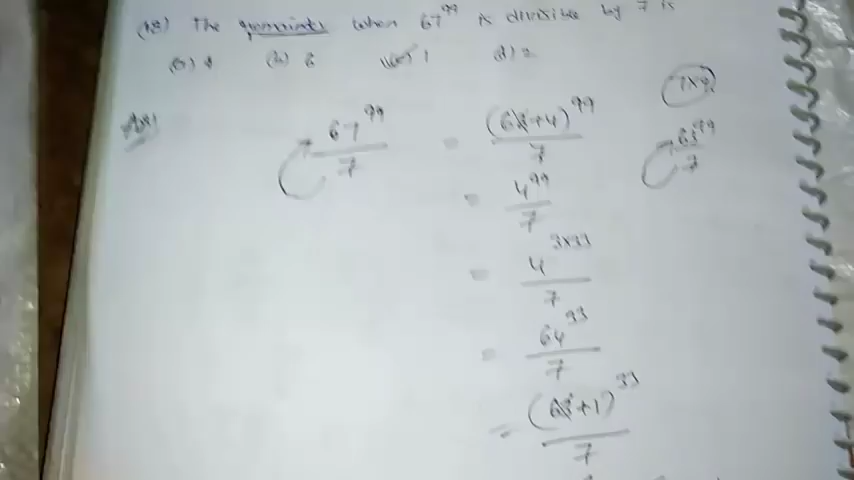 (18) The when 67^99 is divisible by 7 is
(b) 6 (c) 1 (d) 2
Ans)
67^99/7 = (63+4)^99/7
7×9
63^99/7
= 4^99/7
= 4^3×33/7
= 64^33/7
= (63+1)^33/7